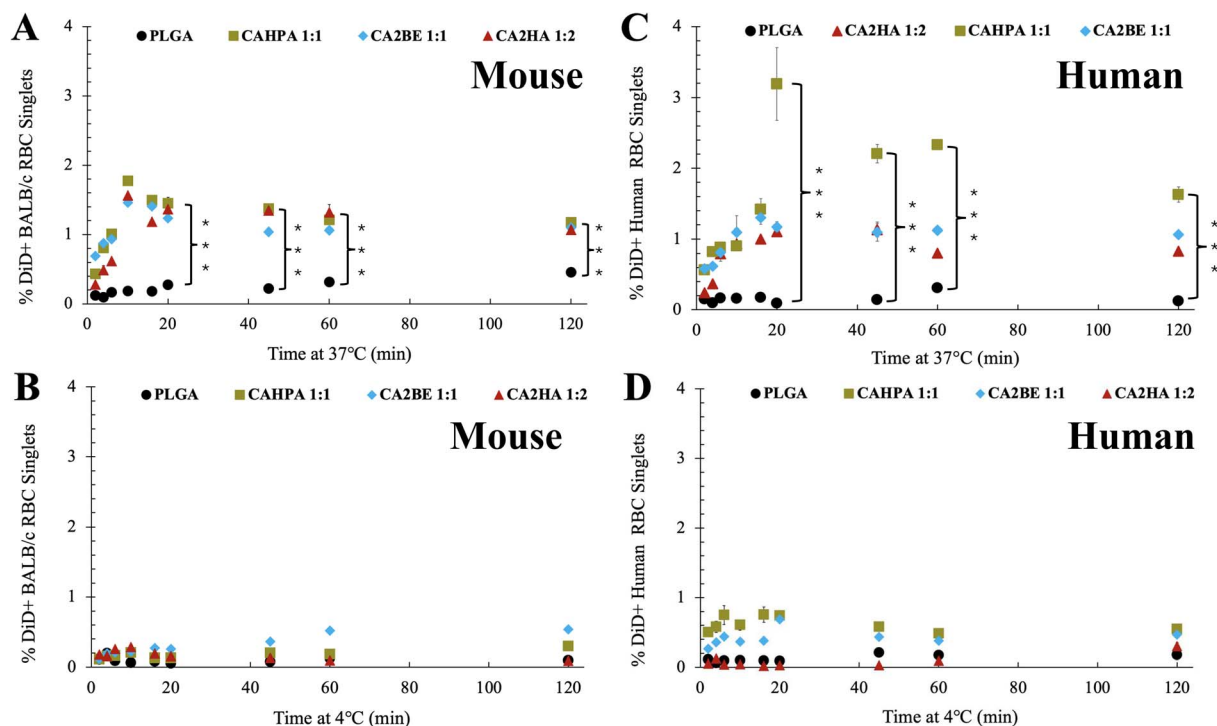 A
PLGA CAHPA 1:1 CA2BE 1:1 CA2HA 1:2
Mouse
% DiD+ BALB/c RBC Singlets
4
3
2
1
0
* * *
* * *
* * *
* * *
0 20 40 60 80 100 120
Time at 37°C (min)
C
PLGA CA2HA 1:2 CAHPA 1:1 CA2BE 1:1
Human
% DiD+ Human RBC Singlets
4
3
2
1
0
* * *
* * *
* * *
* * *
0 20 40 60 80 100 120
Time at 37°C (min)
B
PLGA CAHPA 1:1 CA2BE 1:1 CA2HA 1:2
Mouse
% DiD+ BALB/c RBC Singlets
4
3
2
1
0
0 20 40 60 80 100 120
Time at 4°C (min)
D
PLGA CAHPA 1:1 CA2BE 1:1 CA2HA 1:2
Human
% DiD+ Human RBC Singlets
4
3
2
1
0
0 20 40 60 80 100 120
Time at 4°C (min)